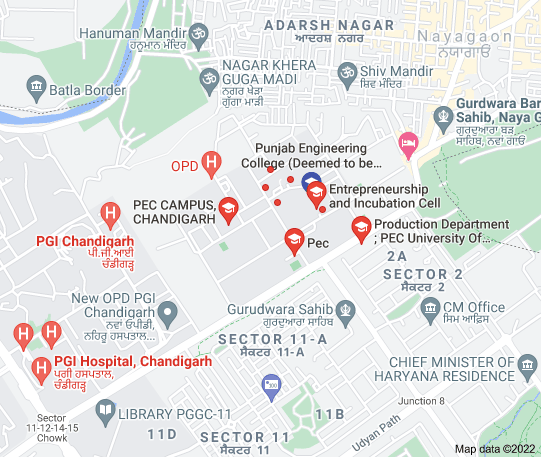 ADARSH NAGAR
ਆਦਰਸ਼ ਨਗਰ
Hanuman Mandir
ਹਨੂਮਾਨ ਮੰਦਿਰ
Nayagaon
ਨਯਾਗਾਓਂ
NAGAR KHERA
GUGA MADI
ਨਗਰ ਖੇੜਾ
ਗੁੱਗਾ ਮਾੜੀ
Shiv Mandir
ਸ਼ਿਵ ਮੰਦਿਰ
Batla Border
Gurdwara Bar
Sahib, Naya G
ਗੁਰਦੁਆਰਾ ਬੜ
ਸਾਹਿਬ, ਨਵਾਂ ਗਾਓਂ
Punjab Engineering
College (Deemed to be...
OPD
Entrepreneurship
and Incubation Cell
PEC CAMPUS,
CHANDIGARH
Pec
Production Department
; PEC University Of...
PGI Chandigarh
ਪੀ.ਜੀ.ਆਈ
ਚੰਡੀਗੜ੍ਹ
2A
SECTOR 2
ਸੈਕਟਰ 2
New OPD PGI
Chandigarh
ਨਵਾਂ ਓਪੀਡੀ,
ਨਹਿਰੂ ਹਸਪਤਾਲ...
Gurudwara Sahib
ਗੁਰਦੁਆਰਾ ਸਾਹਿਬ
CM Office
ਸਿਮ ਆਫ਼ਿਸ
SECTOR 11-A
ਸੈਕਟਰ 11-A
PGI Hospital, Chandigarh
ਪਗੀ ਹਸਪਤਾਲ,
ਚੰਡੀਗੜ੍ਹ
CHIEF MINISTER OF
HARYANA RESIDENCE
Junction 8
LIBRARY PGGC-11
11B
Sector
11-12-14-15
Chowk
11D
SECTOR 11
ਸੈਕਟਰ 11
Udyan Path
Map data ©2022